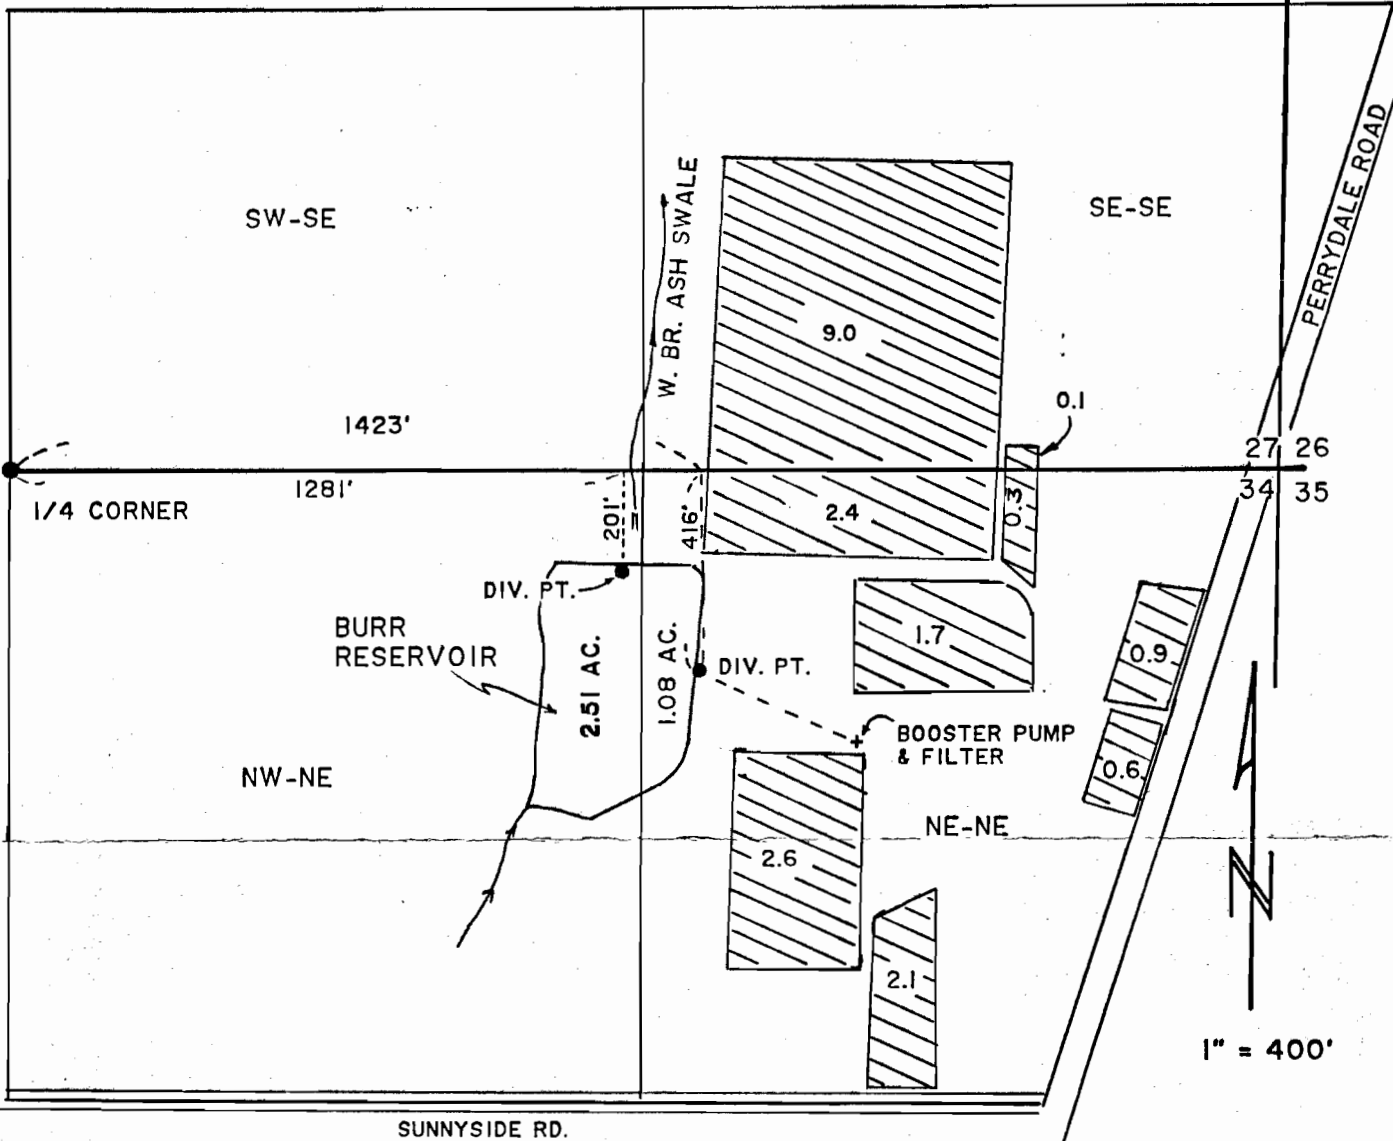 PERRYDALE ROAD
SW-SE
W. BR. ASH SWALE
SE-SE
9.0
0.1
1423'
27 26
34 35
1281'
1/4 CORNER
201'
416'
2.4
0.3
DIV. PT.
BURR
RESERVOIR
2.51 AC.
1.08 AC.
1.7
0.9
DIV. PT.
BOOSTER PUMP
& FILTER
0.6
NW-NE
NE-NE
2.6
2.1
N
1" = 400'
SUNNYSIDE RD.